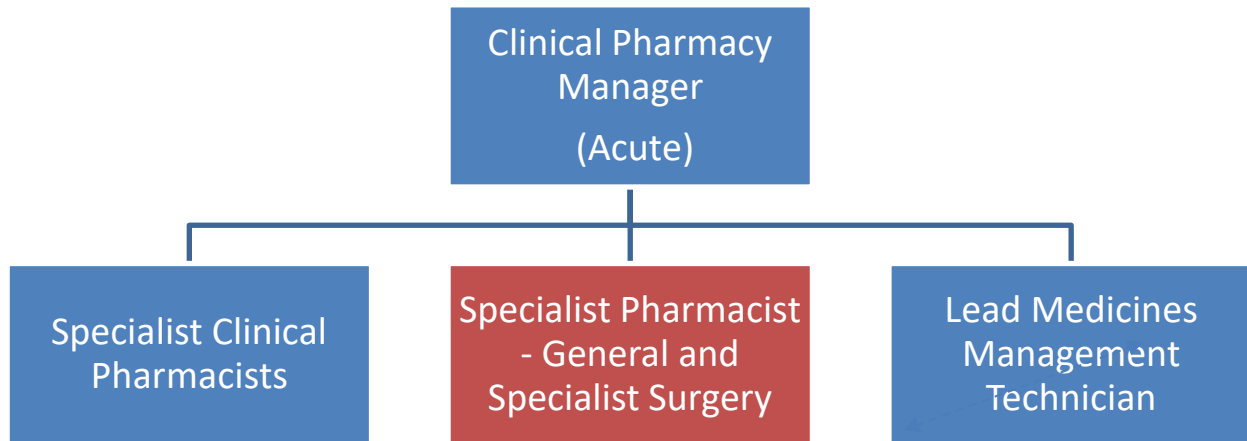 Clinical Pharmacy
Manager
(Acute)
Specialist Clinical
Pharmacists
Specialist Pharmacist
- General and
Specialist Surgery
Lead Medicines
Management
Technician